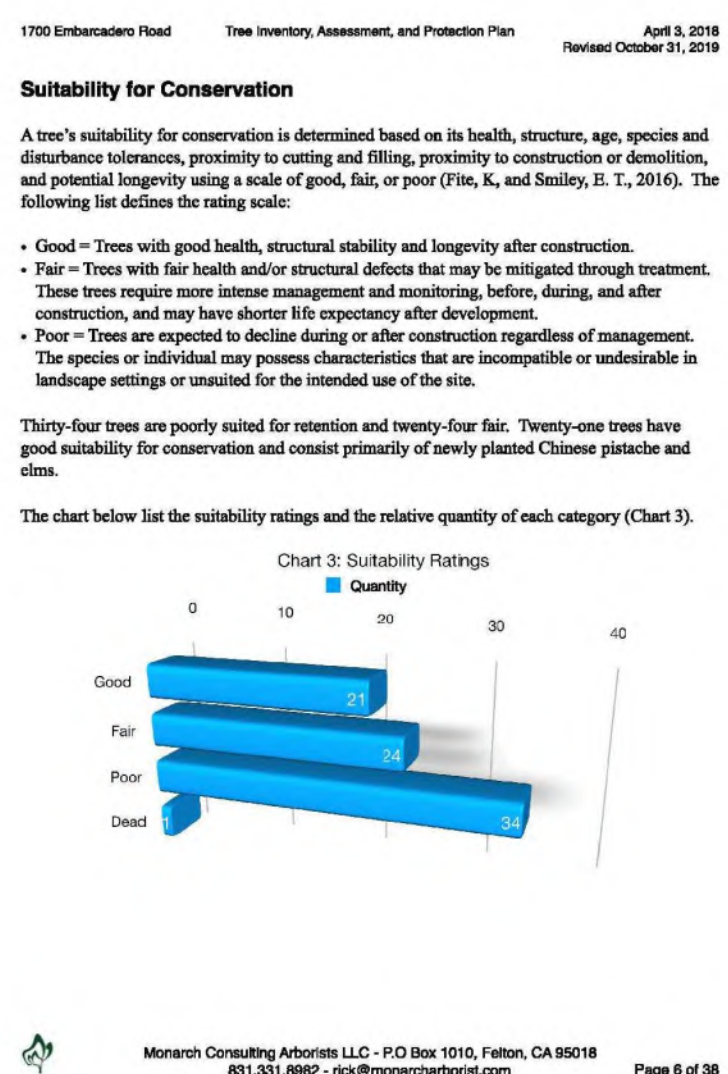 1700 Embarcadero Road Tree Inventory, Assessment, and Protection Plan April 3, 2018
Revised October 31, 2019
Suitability for Conservation
A tree's suitability for conservation is determined based on its health, structure, age, species and
disturbance tolerances, proximity to cutting and filling, proximity to construction or demolition,
and potential longevity using a scale of good, fair, or poor (Fite, K, and Smiley, E. T., 2016). The
following list defines the rating scale:
• Good = Trees with good health, structural stability and longevity after construction.
• Fair = Trees with fair health and/or structural defects that may be mitigated through treatment.
These trees require more intense management and monitoring, before, during, and after
construction, and may have shorter life expectancy after development.
• Poor = Trees are expected to decline during or after construction regardless of management.
The species or individual may possess characteristics that are incompatible or undesirable in
landscape settings or unsuited for the intended use of the site.
Thirty-four trees are poorly suited for retention and twenty-four fair. Twenty-one trees have
good suitability for conservation and consist primarily of newly planted Chinese pistache and
elms.
The chart below list the suitability ratings and the relative quantity of each category (Chart 3).
Chart 3: Suitability Ratings
Quantity
0 10 20 30 40
Good 21
Fair 24
Poor 34
Dead 1
Monarch Consulting Arborists LLC - P.O Box 1010, Felton, CA 95018
831.331.8982 - rick@monarcharborist.com Page 6 of 38